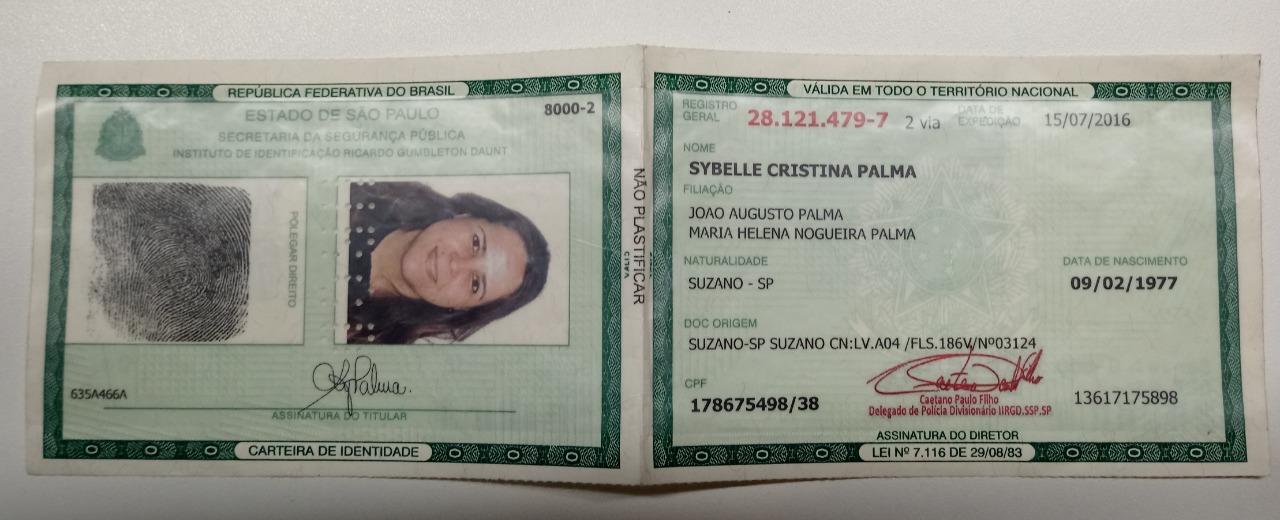 REPÚBLICA FEDERATIVA DO BRASIL
ESTADO DE SÃO PAULO
8000-2
SECRETARIA DA SEGURANÇA PÚBLICA
INSTITUTO DE IDENTIFICAÇÃO RICARDO GUMBLETON DAUNT
POLEGAR DIREITO
635A466A
ASSINATURA DO TITULAR
CARTEIRA DE IDENTIDADE
NÃO PLASTIFICAR
VÁLIDA EM TODO O TERRITÓRIO NACIONAL
REGISTRO GERAL 28.121.479-7 2 via DATA DE EXPEDIÇÃO 15/07/2016
NOME
SYBELLE CRISTINA PALMA
FILIAÇÃO
JOAO AUGUSTO PALMA
MARIA HELENA NOGUEIRA PALMA
NATURALIDADE DATA DE NASCIMENTO
SUZANO - SP 09/02/1977
DOC ORIGEM
SUZANO-SP SUZANO CN:LV.A04 /FLS.186V/Nº03124
CPF
178675498/38
Caetano Paulo Filho
Delegado de Polícia Divisionário IIRGD.SSP.SP
13617175898
ASSINATURA DO DIRETOR
LEI Nº 7.116 DE 29/08/83